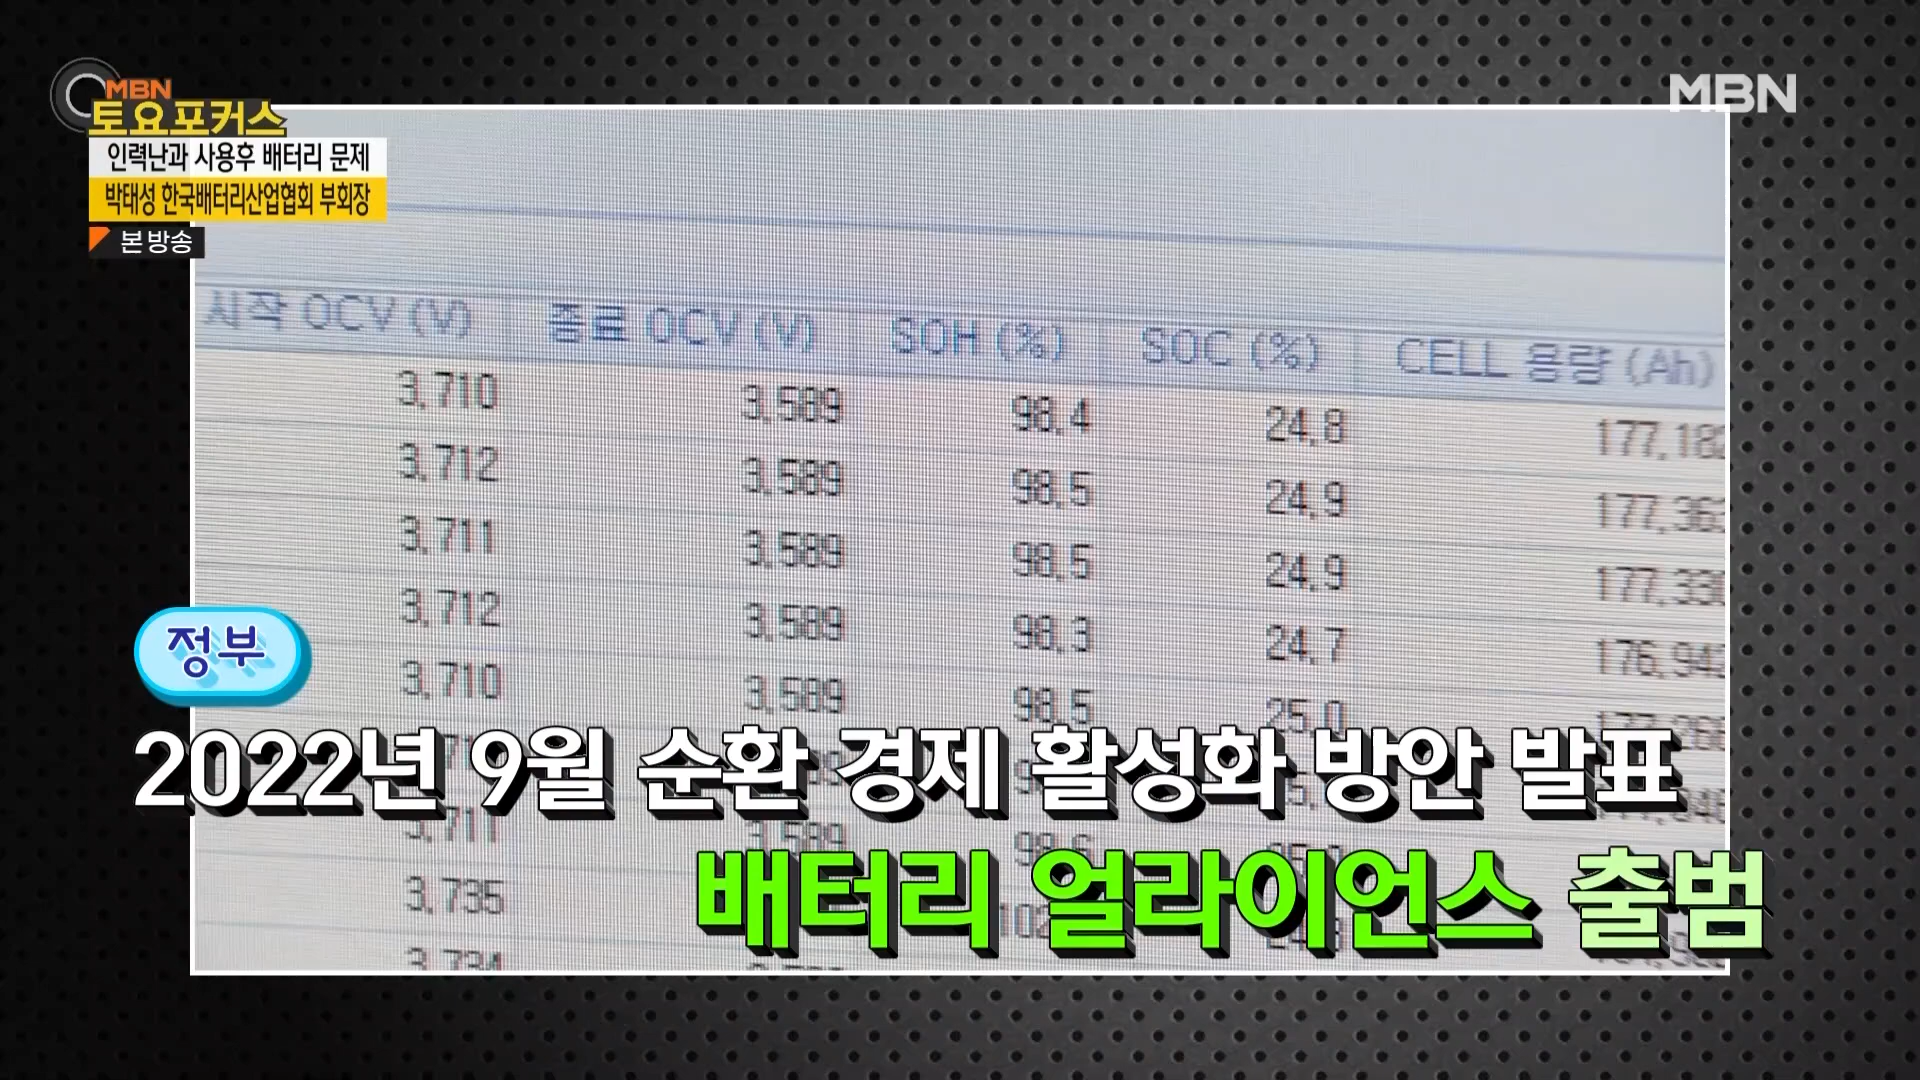 MBN
토요포커스
MBN
인력난과 사용후 배터리 문제
박태성 한국배터리산업협회 부회장
본방송
시작 OCV (V) 종료 OCV (V) SOH (%) SOC (%) CELL 용량 (Ah)
3,710 3,589 98,4 24,8
3,712 3,589 98,5 24,9
3,711 3,589 98,5 24,9
3,712 3,589 98,3 24,7
3,710 3,589 98,5 25,0
정부
2022년 9월 순환 경제 활성화 방안 발표
배터리 얼라이언스 출범
3,735
3,734